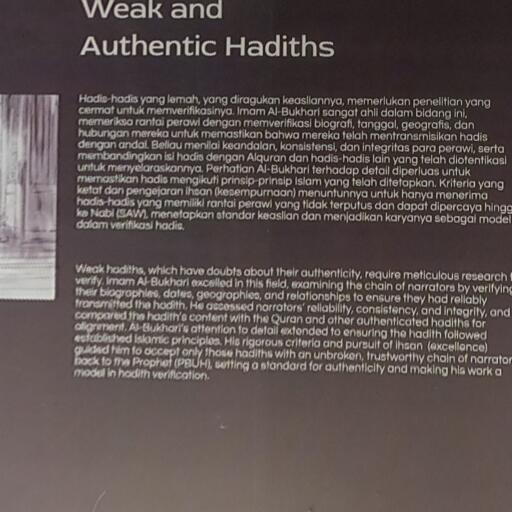 Weak and
Authentic Hadiths
Hadis-hadis yang lemah, yang diragukan keasliannya, memerlukan penelitian yang
cermat untuk memverifikasinya. Imam Al-Bukhari sangat ahli dalam bidang ini,
memeriksa rantai perawi dengan memverifikasi biografi, tanggal, geografis, dan
hubungan mereka untuk memastikan bahwa mereka telah mentransmisikan hadis
dengan andal. Beliau menilai keandalan, konsistensi, dan integritas para perawi, serta
membandingkan isi hadis dengan Alquran dan hadis-hadis lain yang telah diotentikasi
untuk menyelaraskannya. Perhatian Al-Bukhari terhadap detail diperluas untuk
memastikan hadis mengikuti prinsip-prinsip Islam yang telah ditetapkan. Kriteria yang
ketat dan pengejaran ihsan (kesempurnaan) menuntunnya untuk hanya menerima
hadis-hadis yang memiliki rantai perawi yang tidak terputus dan dapat dipercaya hingg
ke Nabi (SAW), menetapkan standar keaslian dan menjadikan karyanya sebagai model
dalam verifikasi hadis.
Weak hadiths, which have doubts about their authenticity, require meticulous research
verify. Imam Al-Bukhari excelled in this field, examining the chain of narrators by verifying
their biographies, dates, geographies, and relationships to ensure they had reliably
transmitted the hadith. He assessed narrators' reliability, consistency, and integrity, and
compared the hadith's content with the Quran and other authenticated hadiths for
alignment. Al-Bukhari's attention to detail extended to ensuring the hadith followed
established Islamic principles. His rigorous criteria and pursuit of ihsan (excellence)
guided him to accept only those hadiths with an unbroken, trustworthy chain of narrator
back to the Prophet (PBUH), setting a standard for authenticity and making his work a
model in hadith verification.